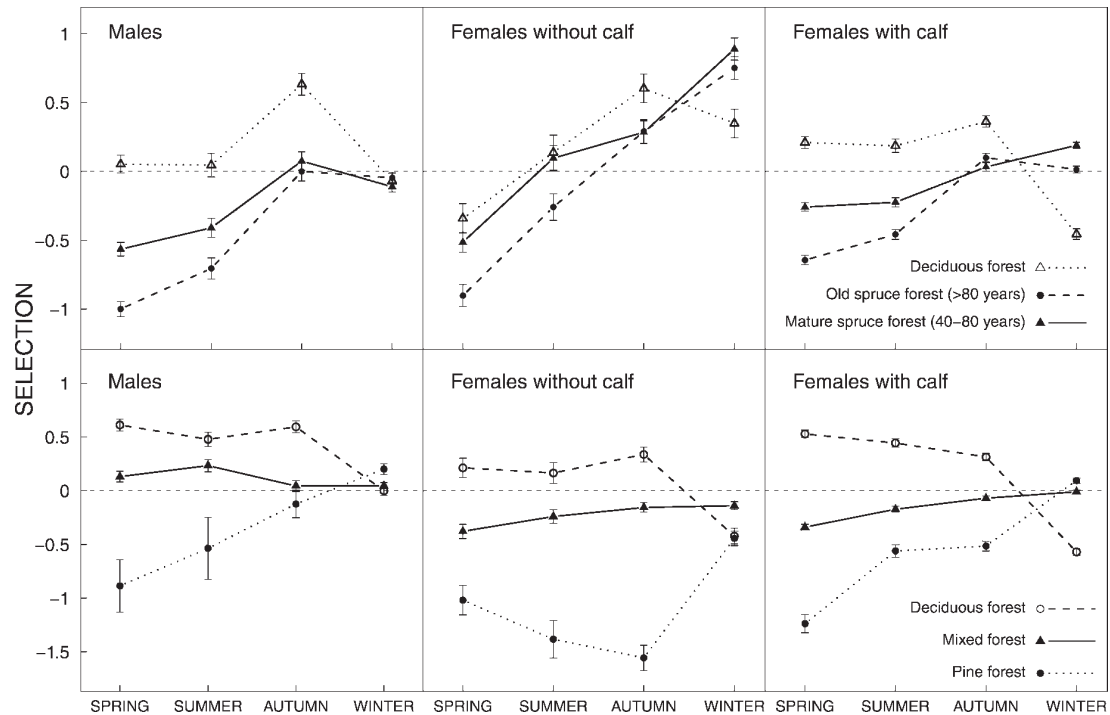 SELECTION
Males
Females without calf
Females with calf
1
0.5
0
−0.5
−1
Deciduous forest
Old spruce forest (>80 years)
Mature spruce forest (40−80 years)
Males
Females without calf
Females with calf
1
0.5
0
−0.5
−1
−1.5
Deciduous forest
Mixed forest
Pine forest
SPRING SUMMER AUTUMN WINTER SPRING SUMMER AUTUMN WINTER SPRING SUMMER AUTUMN WINTER